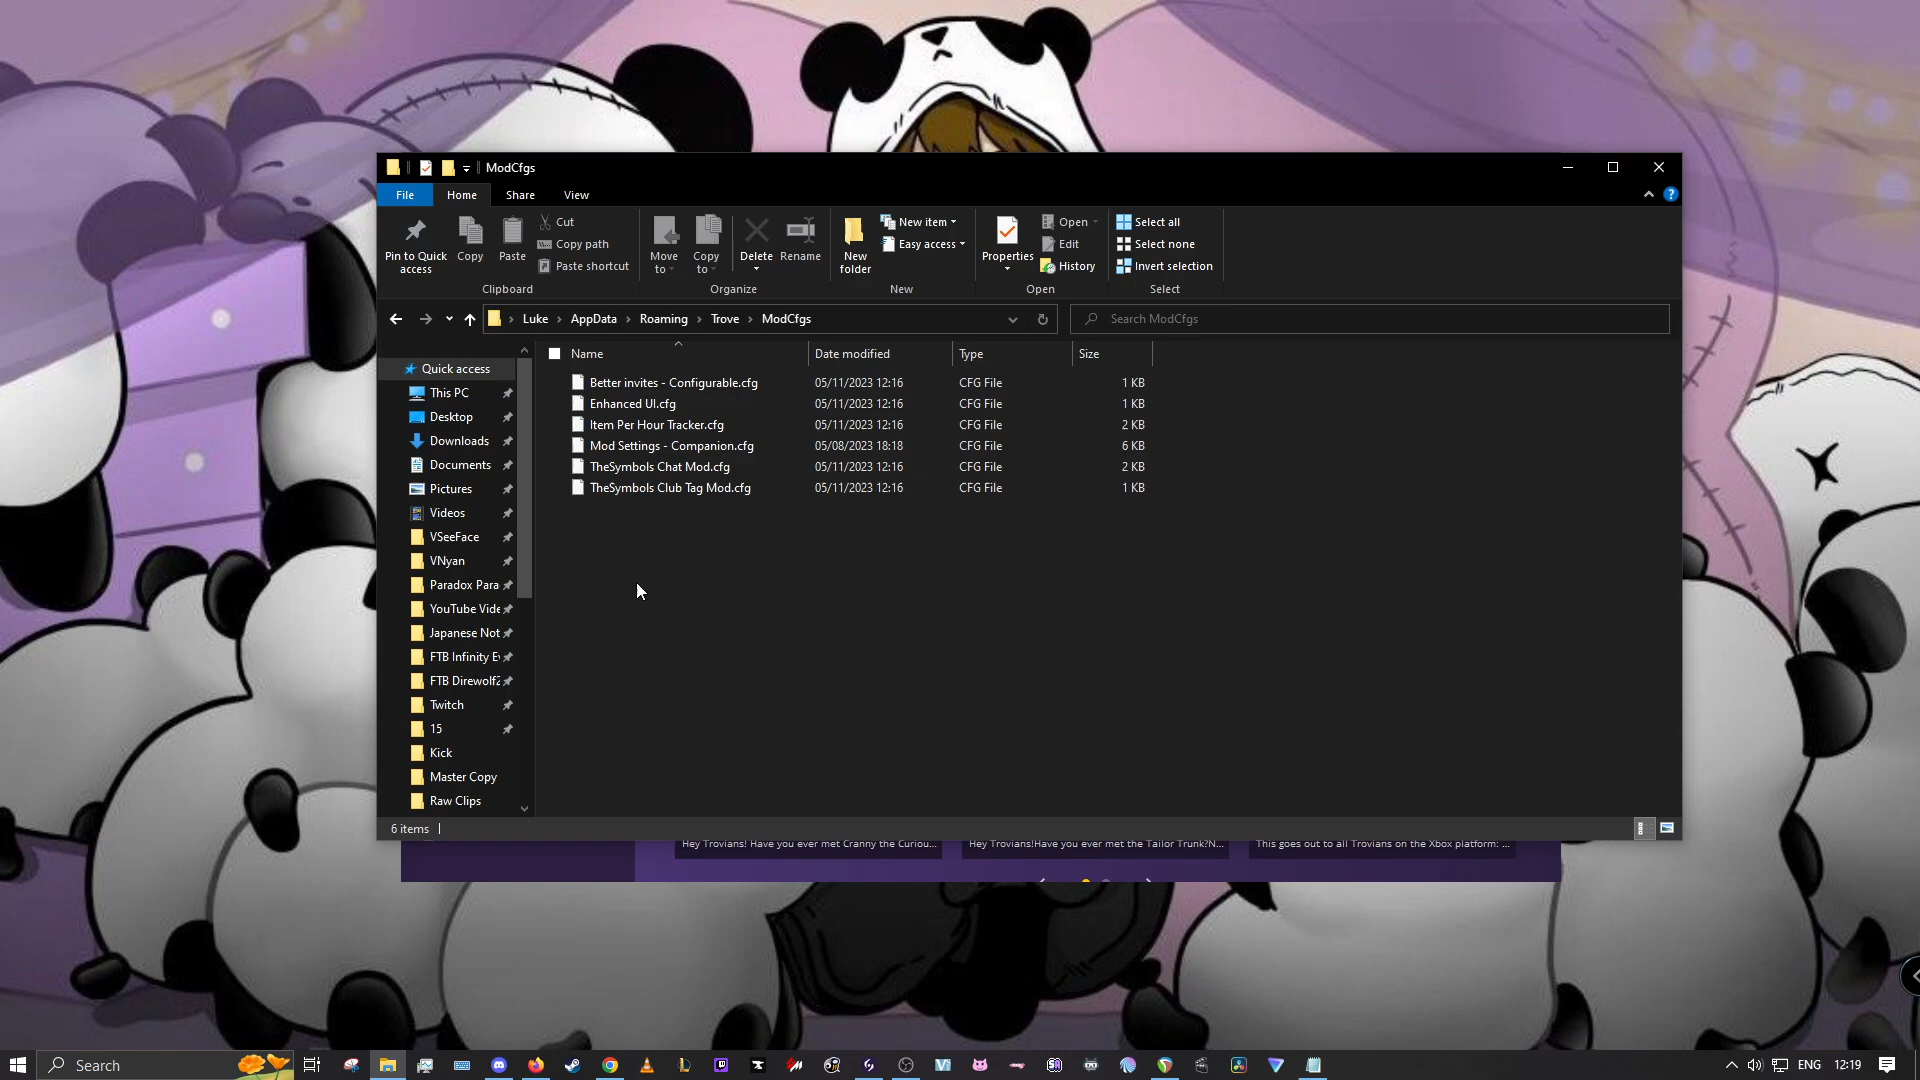 ModCfgs
File Home Share View
Pin to Quick access
Copy
Paste
Cut
Copy path
Paste shortcut
Clipboard
Move to
Copy to
Delete
Rename
Organize
New folder
New item
Easy access
New
Properties
Open
Edit
History
Open
Select all
Select none
Invert selection
Select
Luke > AppData > Roaming > Trove > ModCfgs
Search ModCfgs
Name Date modified Type Size
Better invites - Configurable.cfg 05/11/2023 12:16 CFG File 1 KB
Enhanced UI.cfg 05/11/2023 12:16 CFG File 1 KB
Item Per Hour Tracker.cfg 05/11/2023 12:16 CFG File 2 KB
Mod Settings - Companion.cfg 05/08/2023 18:18 CFG File 6 KB
TheSymbols Chat Mod.cfg 05/11/2023 12:16 CFG File 2 KB
TheSymbols Club Tag Mod.cfg 05/11/2023 12:16 CFG File 1 KB
Quick access
This PC
Desktop
Downloads
Documents
Pictures
Videos
VSeeFace
VNyan
Paradox Para
YouTube Vide
Japanese Not
FTB Infinity Ev
FTB Direwolf2
Twitch
15
Kick
Master Copy
Raw Clips
6 items
Hey Trovians! Have you ever met Cranny the Curiou...
Hey Trovians!Have you ever met the Tailor Trunk?N...
This goes out to all Trovians on the Xbox platform: ...
Search
ENG 12:19